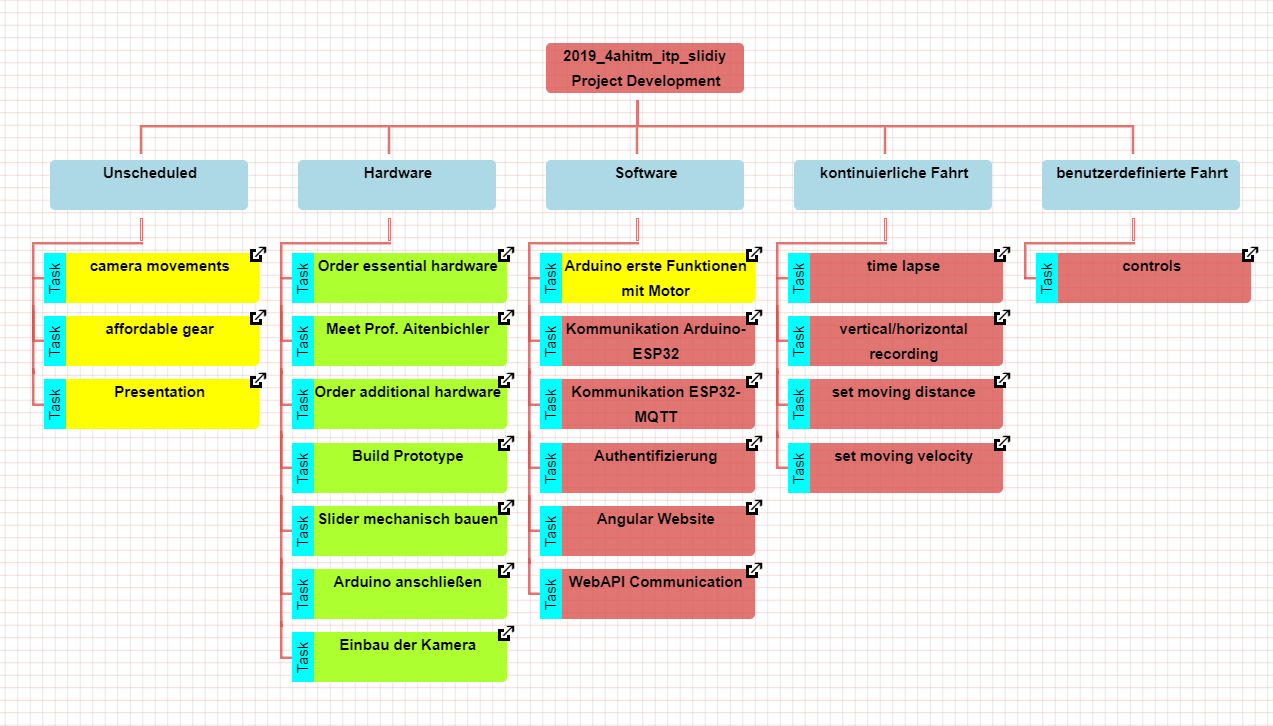 2019_4ahitm_itp_slidiy
Project Development
Unscheduled
Hardware
Software
kontinuierliche Fahrt
benutzerdefinierte Fahrt
Task
camera movements
Task
affordable gear
Task
Presentation
Task
Order essential hardware
Task
Meet Prof. Aitenbichler
Task
Order additional hardware
Task
Build Prototype
Task
Slider mechanisch bauen
Task
Arduino anschließen
Task
Einbau der Kamera
Task
Arduino erste Funktionen
mit Motor
Task
Kommunikation Arduino-
ESP32
Task
Kommunikation ESP32-
MQTT
Task
Authentifizierung
Task
Angular Website
Task
WebAPI Communication
Task
time lapse
Task
vertical/horizontal
recording
Task
set moving distance
Task
set moving velocity
Task
controls